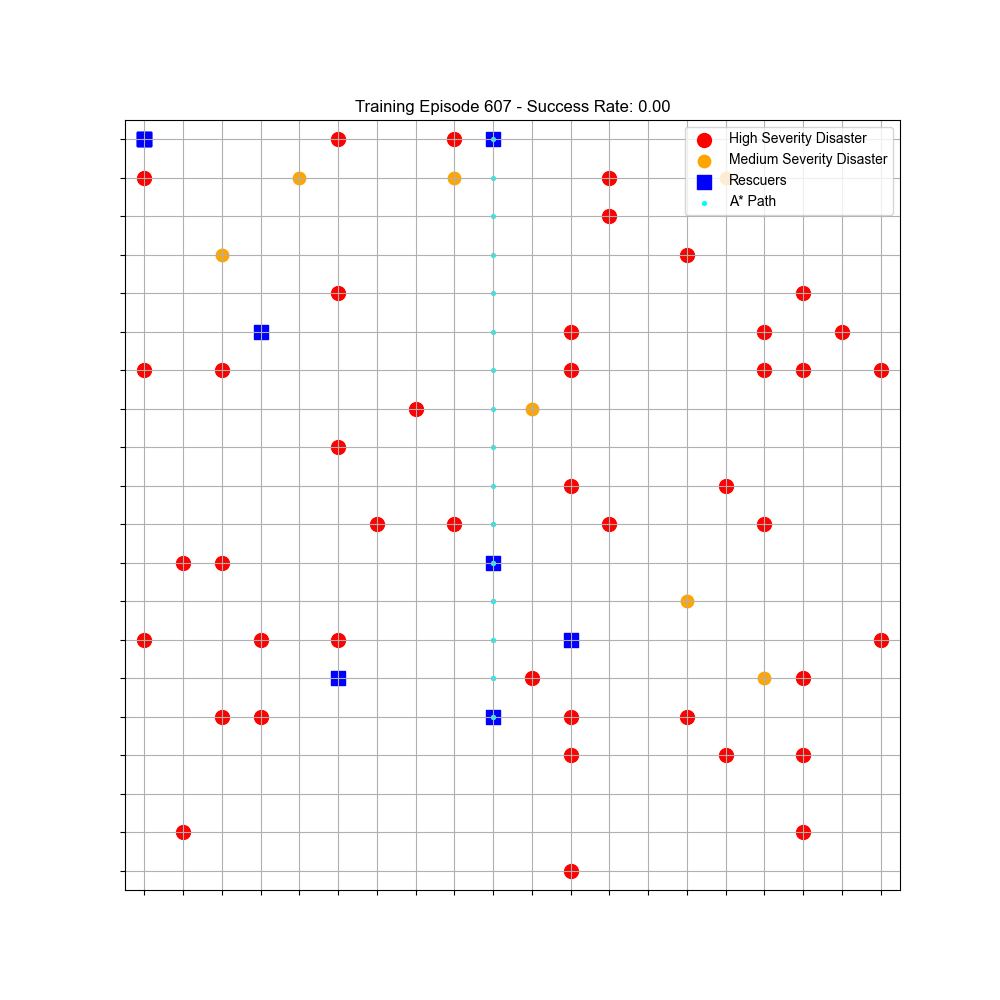 Training Episode 607 - Success Rate: 0.00
High Severity Disaster
Medium Severity Disaster
Rescuers
A* Path